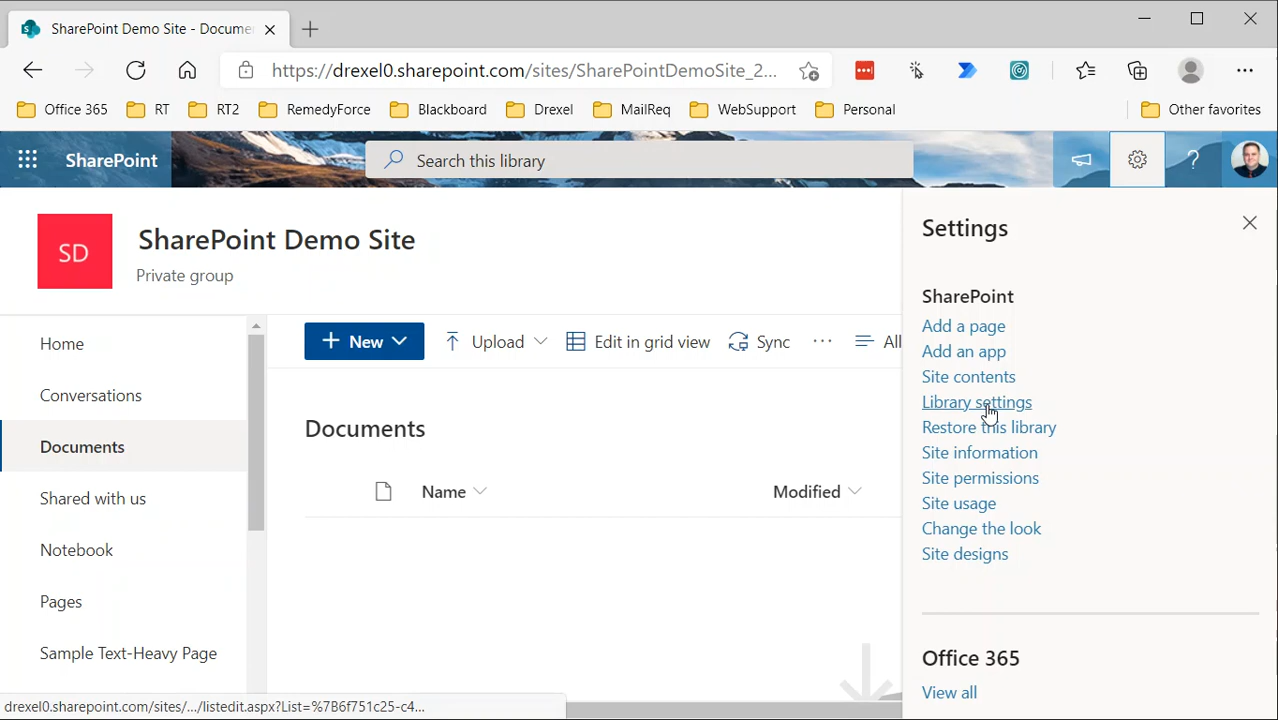 SharePoint Demo Site - Docume
https://drexel0.sharepoint.com/sites/SharePointDemoSite_2...
Office 365
RT
RT2
RemedyForce
Blackboard
Drexel
MailReq
WebSupport
Personal
Other favorites
SharePoint
Search this library
?
SD
SharePoint Demo Site
Private group
Home
Conversations
Documents
Shared with us
Notebook
Pages
Sample Text-Heavy Page
+ New
Upload
Edit in grid view
Sync
...
All
Documents
Name
Modified
Settings
SharePoint
Add a page
Add an app
Site contents
Library settings
Restore this library
Site information
Site permissions
Site usage
Change the look
Site designs
Office 365
View all
drexel0.sharepoint.com/sites/.../listedit.aspx?List=%7B6f751c25-c4...